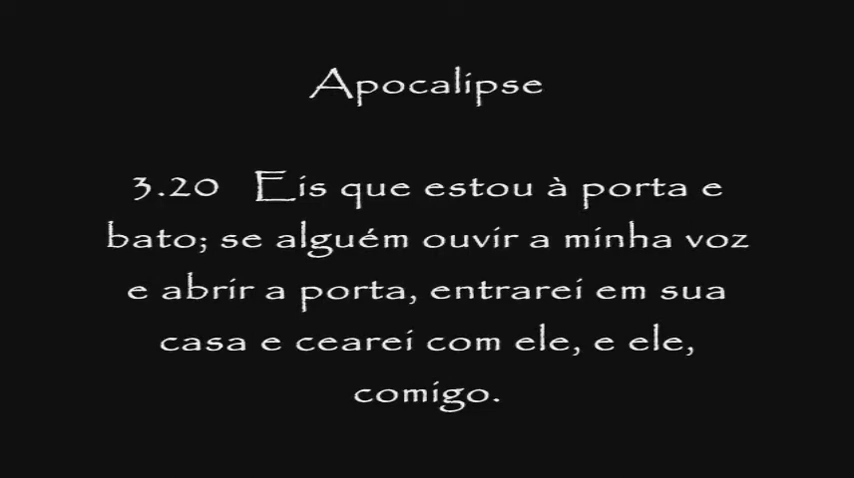 Apocalipse
3.20 Eis que estou à porta e
bato; se alguém ouvir a minha voz
e abrir a porta, entrarei em sua
casa e cearei com ele, e ele,
comigo.